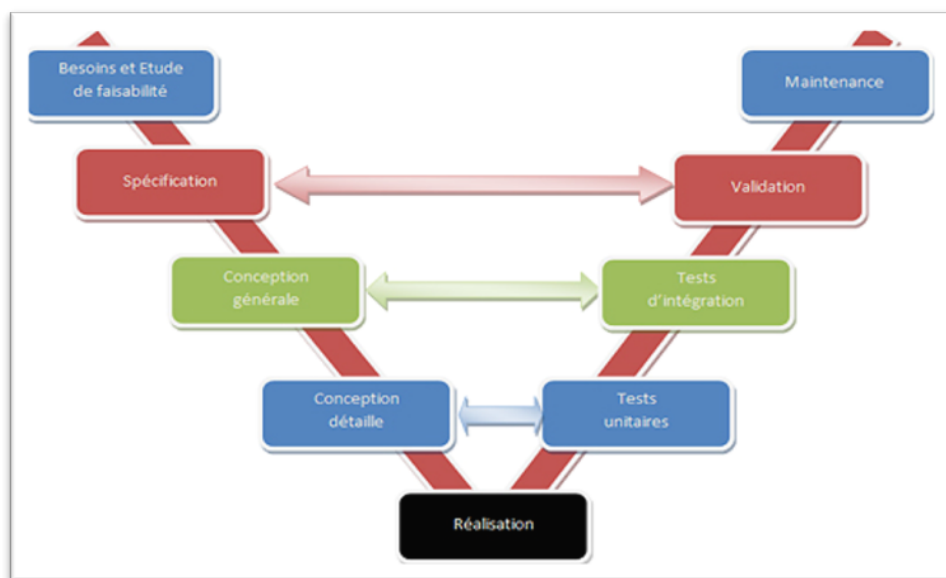 Besoins et Etude
de faisabilité
Maintenance
Spécification
Validation
Conception
générale
Tests
d'intégration
Conception
détaille
Tests
unitaires
Réalisation